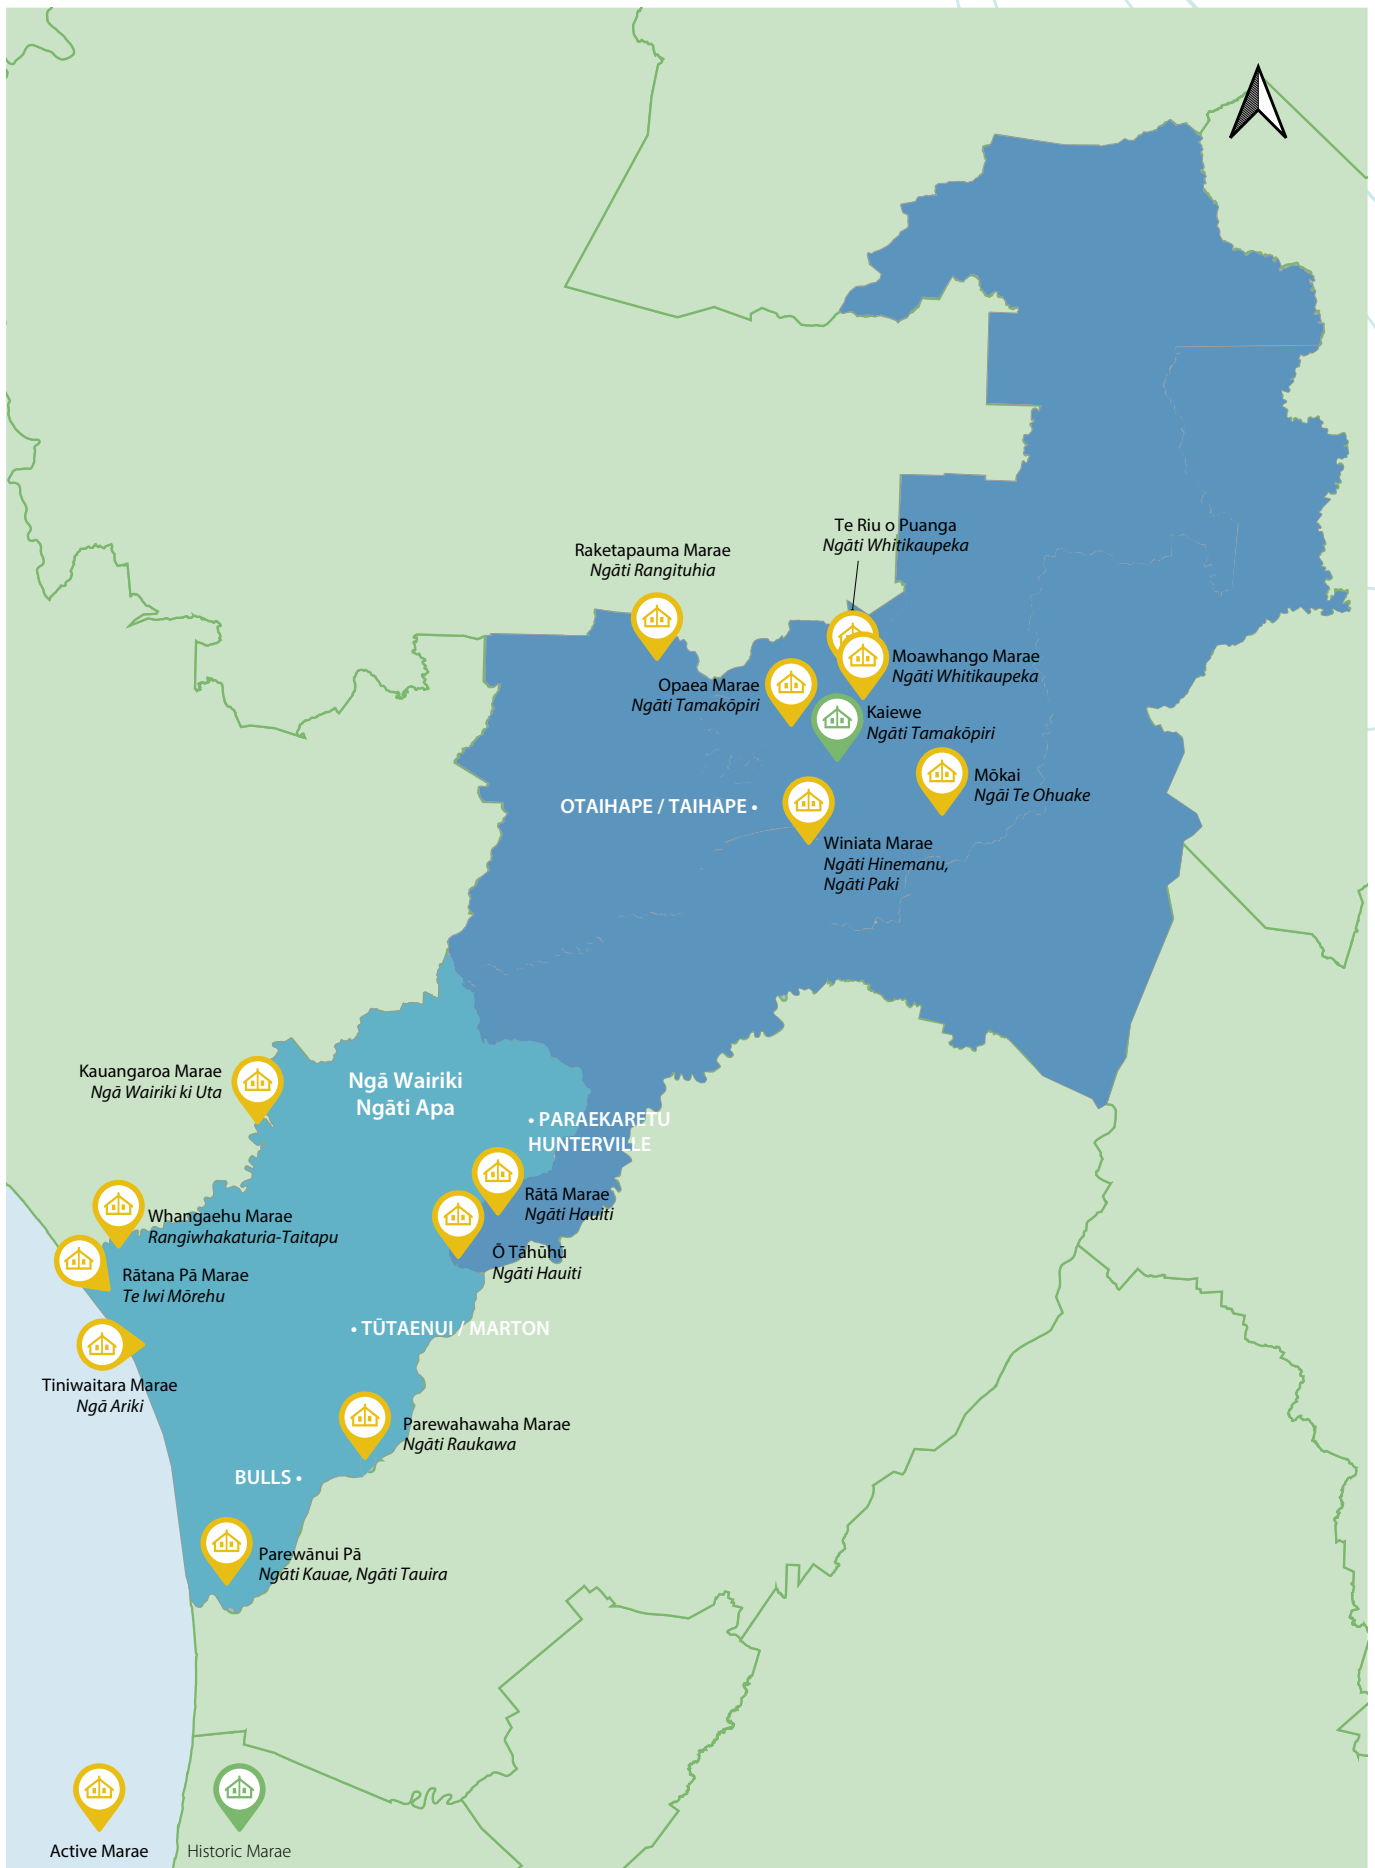 Te Riu o Puanga
Ngāti Whitikaupeka
Raketapauma Marae
Ngāti Rangituhia
Moawhango Marae
Ngāti Whitikaupeka
Opaea Marae
Ngāti Tamakōpiri
Kaiewe
Ngāti Tamakōpiri
Mōkai
Ngāi Te Ohuake
OTAIHAPE / TAIHAPE •
Winiata Marae
Ngāti Hinemanu,
Ngāti Paki
Kauangaroa Marae
Ngā Wairiki ki Uta
Ngā Wairiki
Ngāti Apa
• PARAEKARETU
HUNTERVILLE
Rātā Marae
Ngāti Hauiti
Whangaehu Marae
Rangiwhakaturia-Taitapu
Ō Tāhūhū
Ngāti Hauiti
Rātana Pā Marae
Te Iwi Mōrehu
• TŪTAENUI / MARTON
Tiniwaitara Marae
Ngā Ariki
Parewahawaha Marae
Ngāti Raukawa
BULLS •
Parewānui Pā
Ngāti Kauae, Ngāti Tauira
Active Marae
Historic Marae